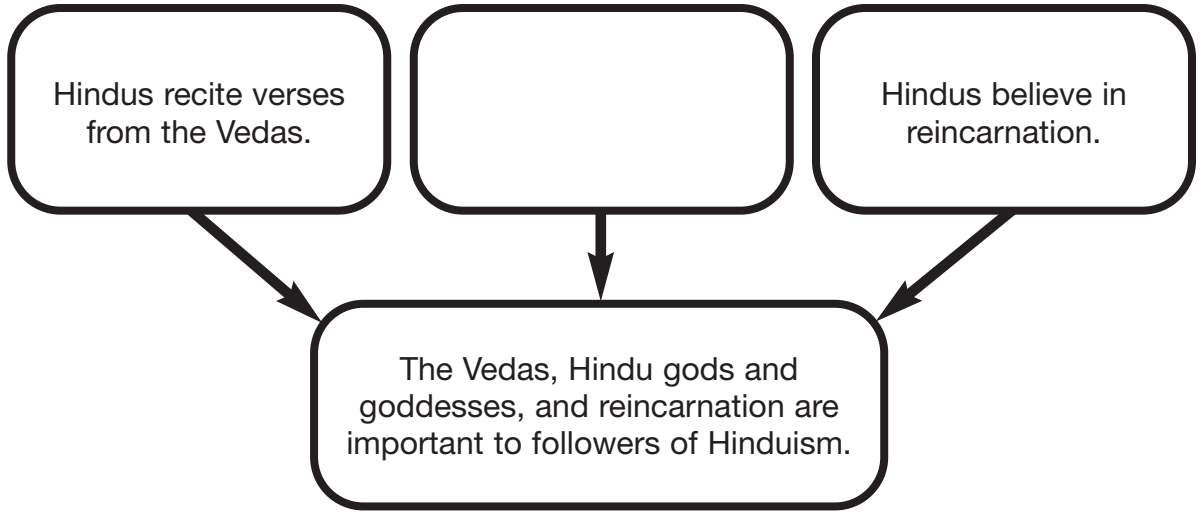 Hindus recite verses
from the Vedas.
Hindus believe in
reincarnation.
The Vedas, Hindu gods and
goddesses, and reincarnation are
important to followers of Hinduism.